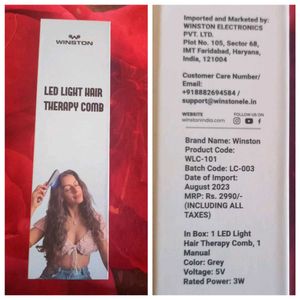 WINSTON
LED LIGHT HAIR
THERAPY COMB
Imported and Marketed by:
WINSTON ELECTRONICS
PVT. LTD.
Plot No. 105, Sector 68,
IMT Faridabad, Haryana,
India, 121004
Customer Care Number/
Email:
+918882694584 /
support@winstonele.in
WEBSITE
winstonindia.com
FOLLOW US ON
Brand Name: Winston
Product Code:
WLC-101
Batch Code: LC-003
Date of Import:
August 2023
MRP: Rs. 2990/-
(INCLUDING ALL
TAXES)
In Box: 1 LED Light
Hair Therapy Comb, 1
Manual
Color: Grey
Voltage: 5V
Rated Power: 3W